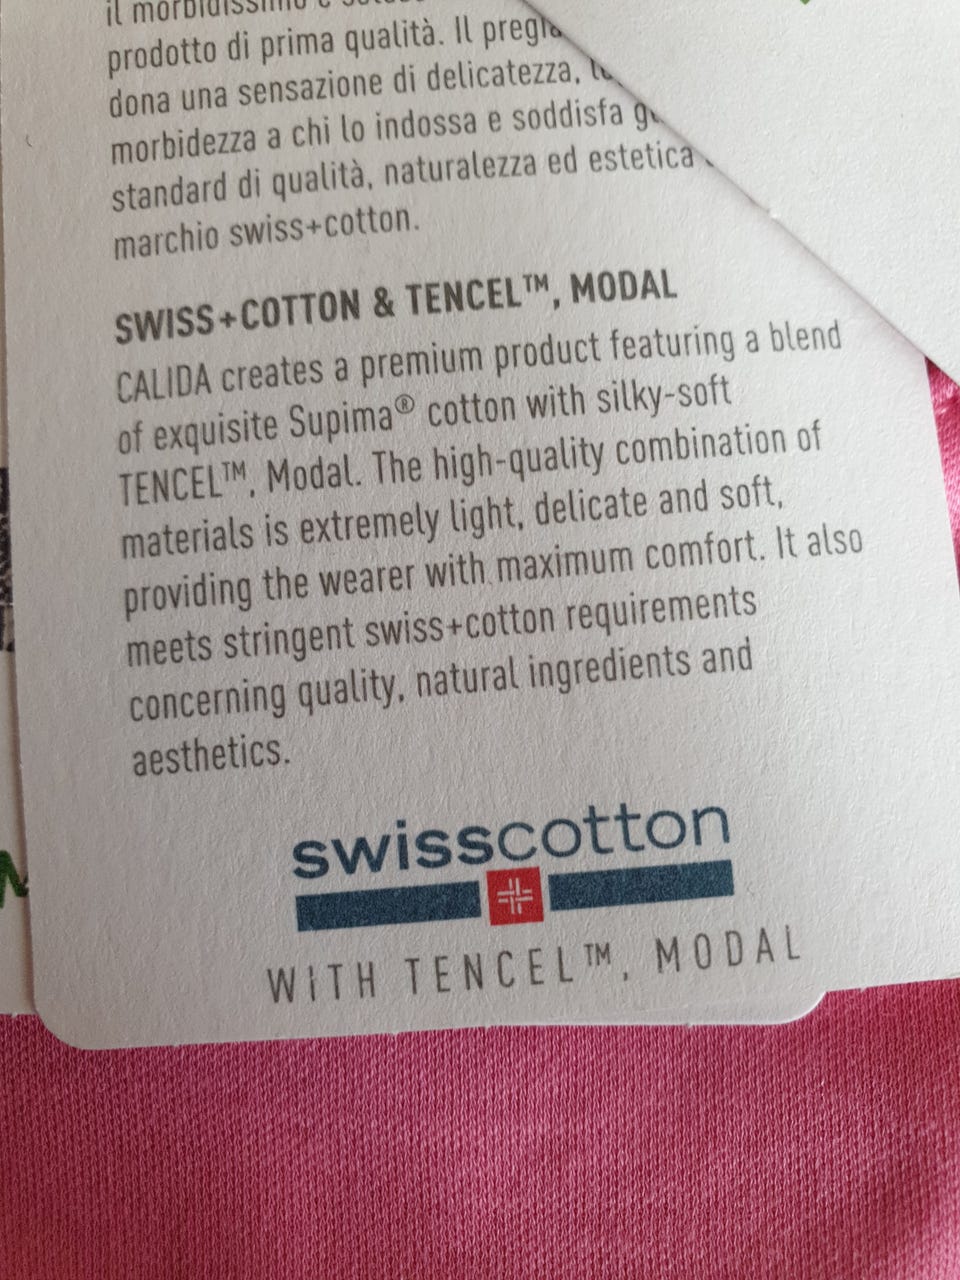 il morbidissimo e
prodotto di prima qualità. Il
dona una sensazione di delicatezza,
morbidezza a chi lo indossa e soddisfa
standard di qualità, naturalezza ed estetica
marchio swiss+cotton.
SWISS+COTTON & TENCEL™, MODAL
CALIDA creates a premium product featuring a blend
of exquisite Supima® cotton with silky-soft
TENCEL™, Modal. The high-quality combination of
materials is extremely light, delicate and soft,
providing the wearer with maximum comfort. It also
meets stringent swiss+cotton requirements
concerning quality, natural ingredients and
aesthetics.
swisscotton
WITH TENCEL™, MODAL